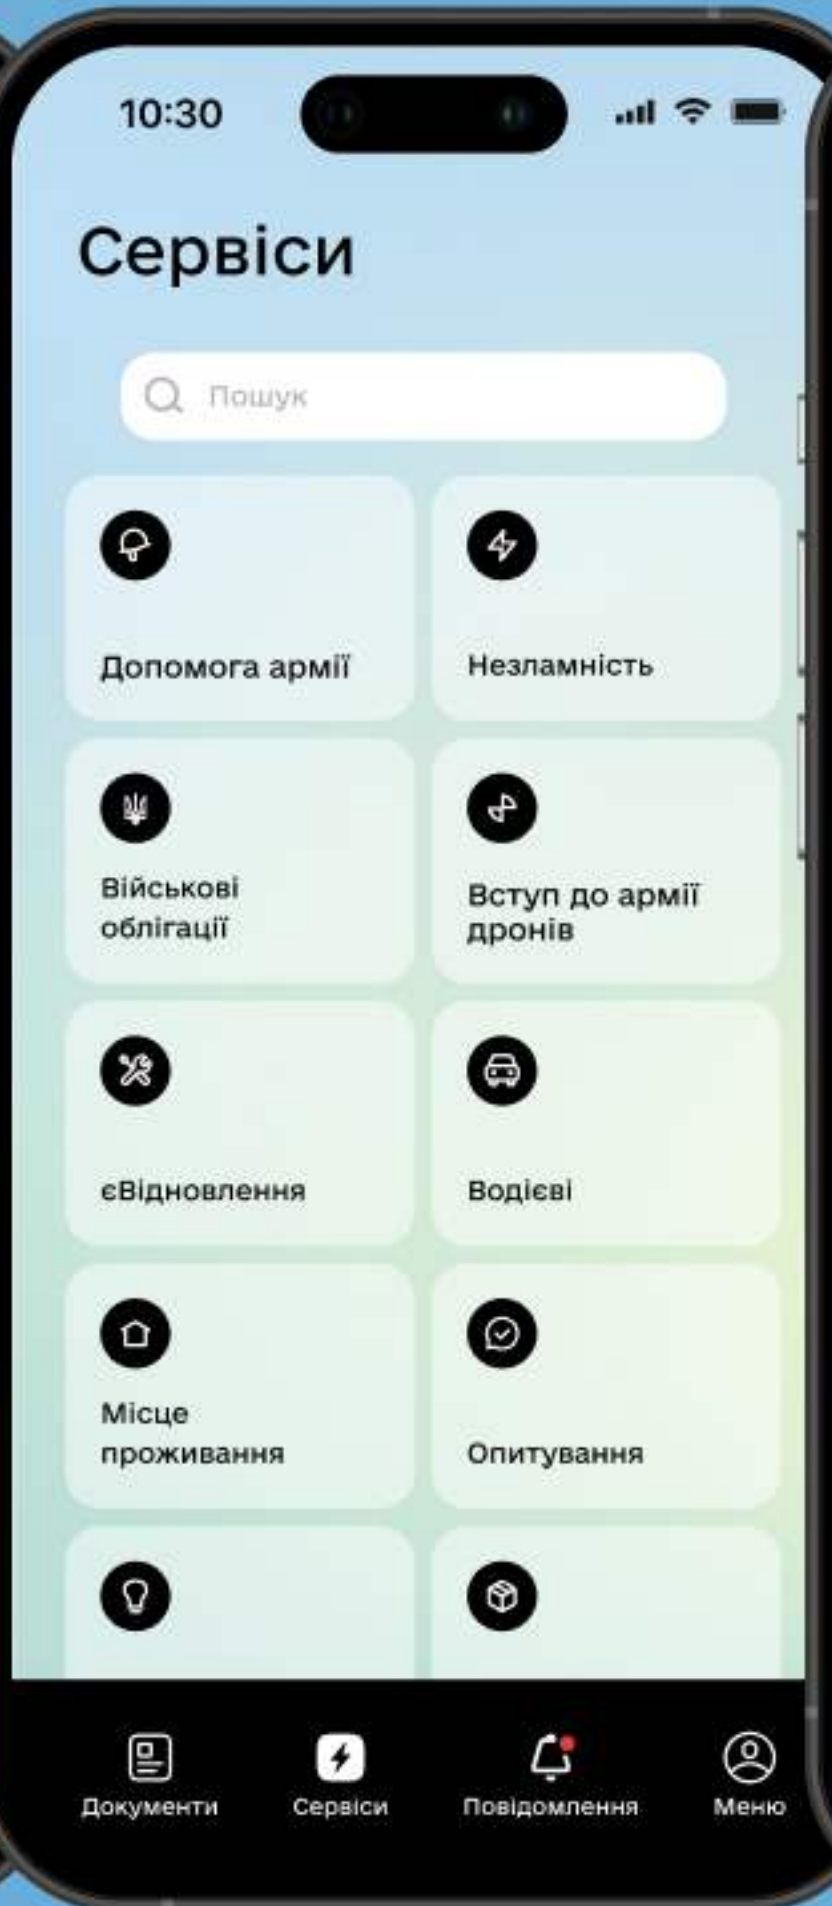 10:30
Сервіси
Пошук
Допомога армії
Незламність
Військові
облігації
Вступ до армії
дронів
єВідновлення
Водієві
Місце
проживання
Опитування
Документи
Сервіси
Повідомлення
Меню